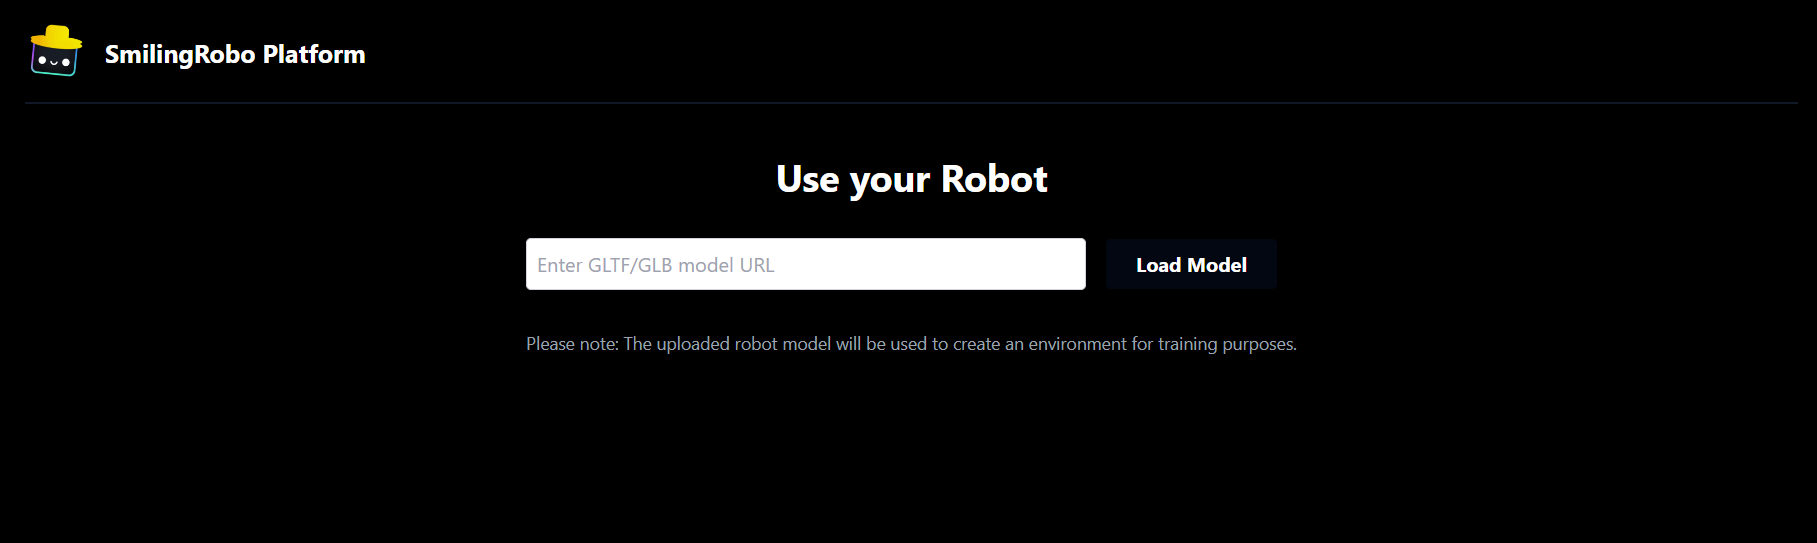 SmilingRobo Platform
Use your Robot
Enter GLTF/GLB model URL
Load Model
Please note: The uploaded robot model will be used to create an environment for training purposes.